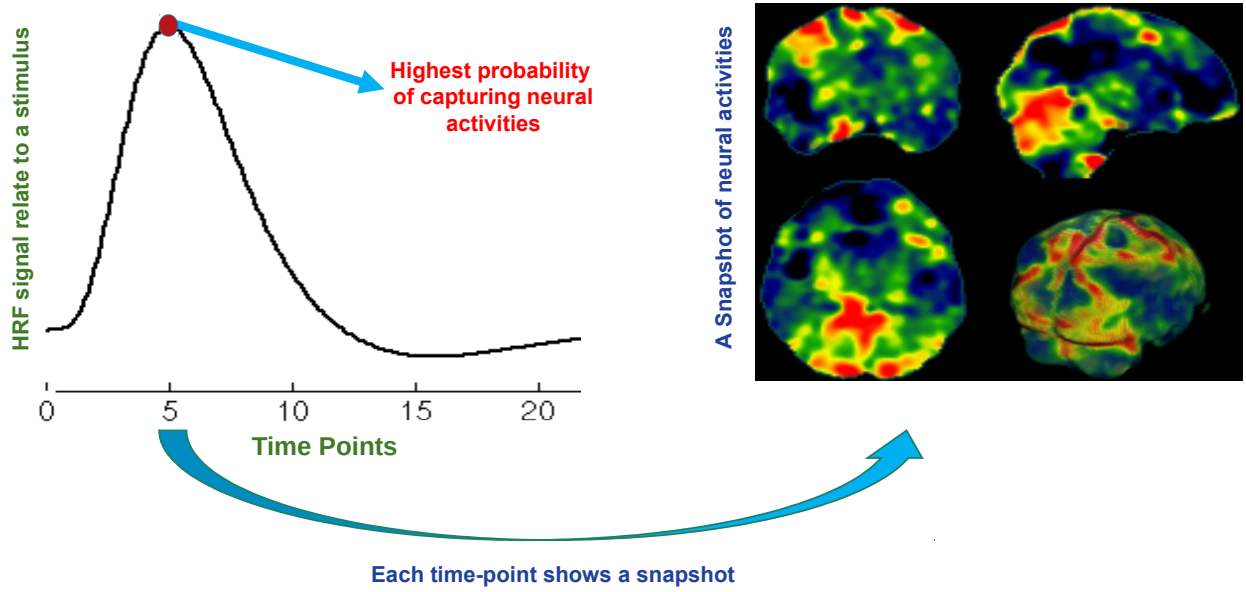 HRF signal relate to a stimulus
Highest probability
of capturing neural
activities
0 5 10 15 20
Time Points
A Snapshot of neural activities
Each time-point shows a snapshot